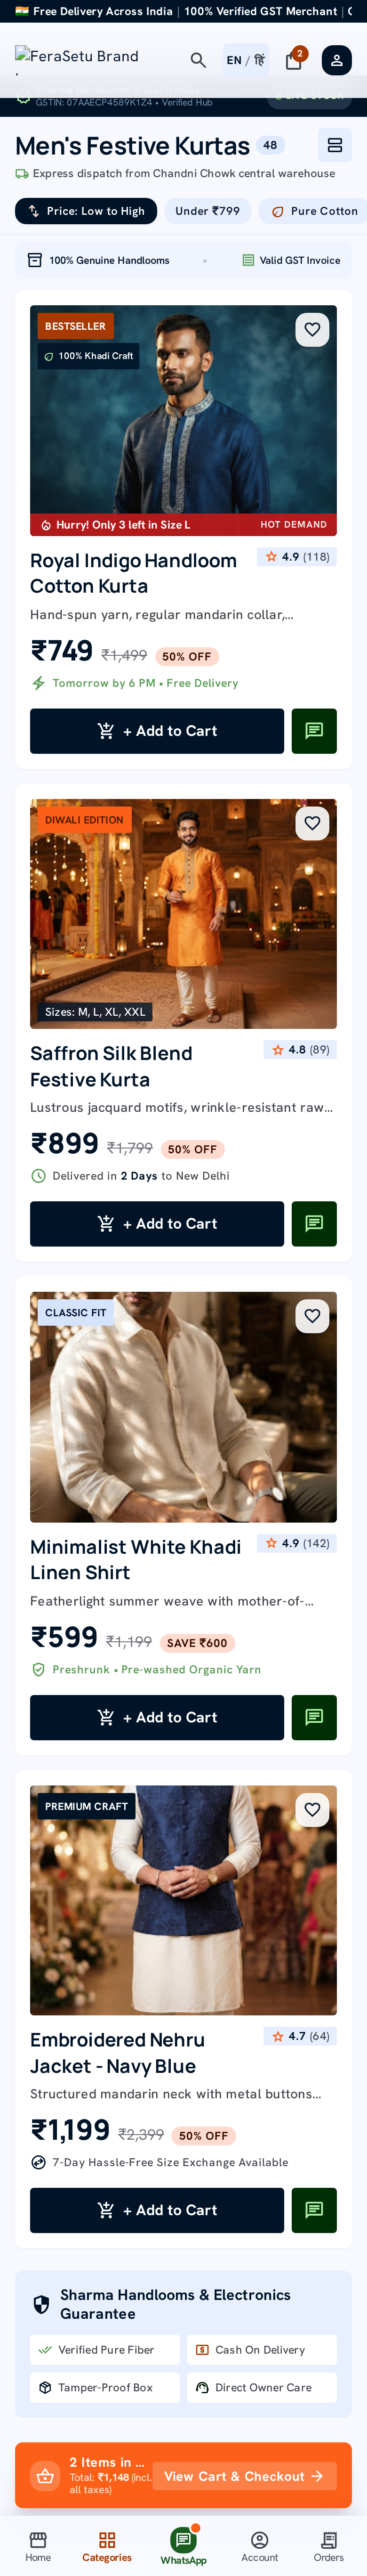 🇮🇳 Free Delivery Across India | 100% Verified GST Merchant |
FeraSetu Brand
EN / हिं
2
GSTIN: 07AAECP4589K1Z4 • Verified Hub
Men's Festive Kurtas 48
Express dispatch from Chandni Chowk central warehouse
Price: Low to High Under ₹799 Pure Cotton
100% Genuine Handlooms • Valid GST Invoice
BESTSELLER
100% Khadi Craft
Hurry! Only 3 left in Size L HOT DEMAND
Royal Indigo Handloom
Cotton Kurta
4.9 (118)
Hand-spun yarn, regular mandarin collar,...
₹749 ₹1,499 50% OFF
Tomorrow by 6 PM • Free Delivery
+ Add to Cart
DIWALI EDITION
Sizes: M, L, XL, XXL
Saffron Silk Blend
Festive Kurta
4.8 (89)
Lustrous jacquard motifs, wrinkle-resistant raw...
₹899 ₹1,799 50% OFF
Delivered in 2 Days to New Delhi
+ Add to Cart
CLASSIC FIT
Minimalist White Khadi
Linen Shirt
4.9 (142)
Featherlight summer weave with mother-of-...
₹599 ₹1,199 SAVE ₹600
Preshrunk • Pre-washed Organic Yarn
+ Add to Cart
PREMIUM CRAFT
Embroidered Nehru
Jacket - Navy Blue
4.7 (64)
Structured mandarin neck with metal buttons...
₹1,199 ₹2,399 50% OFF
7-Day Hassle-Free Size Exchange Available
+ Add to Cart
Sharma Handlooms & Electronics
Guarantee
Verified Pure Fiber Cash On Delivery
Tamper-Proof Box Direct Owner Care
2 Items in ...
Total: ₹1,148 (incl.
all taxes)
View Cart & Checkout →
Home Categories WhatsApp Account Orders